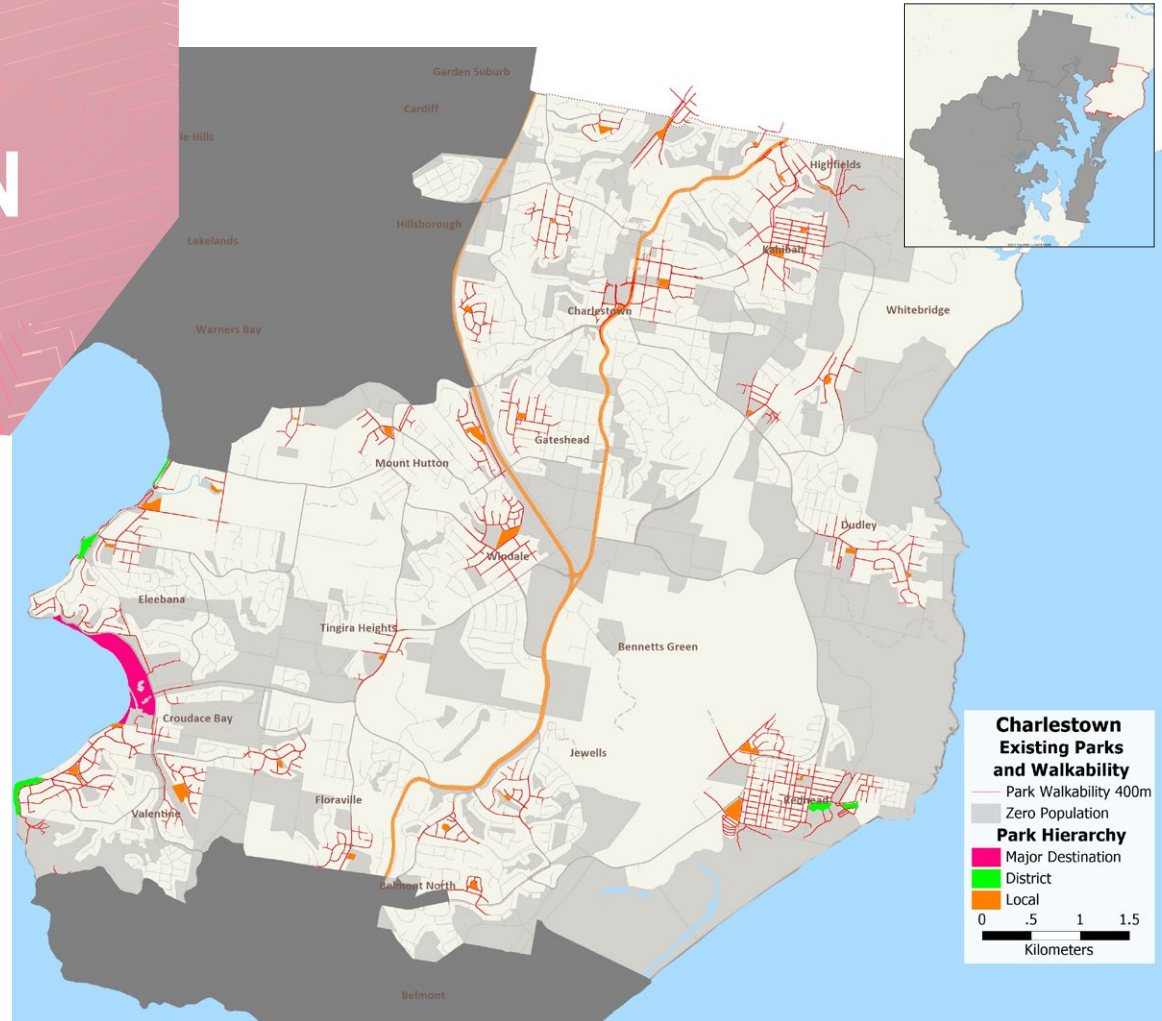 N
Garden Suburb
Cardiff
ie Hills
Highfields
Hillsborough
Lakelands
Kahibah
Charlestown
Whitebridge
Warners Bay
Gateshead
Mount Hutton
Dudley
Windale
Eleebana
Tingira Heights
Bennetts Green
Croudace Bay
Jewells
Floraville
Redhead
Valentine
Belmont North
Belmont
Charlestown
Existing Parks
and Walkability
Park Walkability 400m
Zero Population
Park Hierarchy
Major Destination
District
Local
0 .5 1 1.5
Kilometers